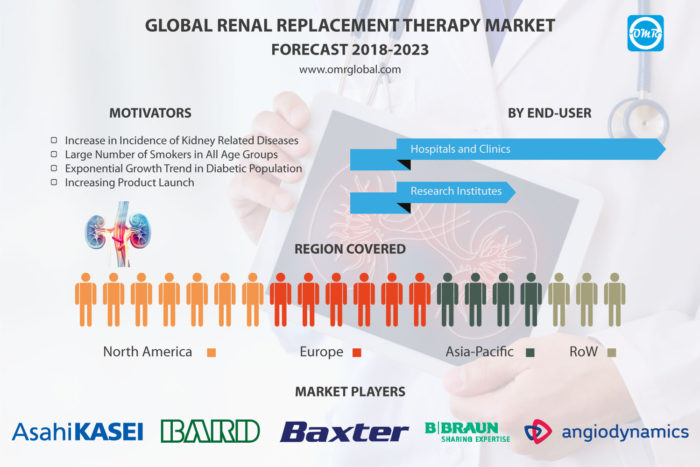 GLOBAL RENAL REPLACEMENT THERAPY MARKET
FORECAST 2018-2023
www.omrglobal.com
OMR
MOTIVATORS
Increase in Incidence of Kidney Related Diseases
Large Number of Smokers in All Age Groups
Exponential Growth Trend in Diabetic Population
Increasing Product Launch
BY END-USER
Hospitals and Clinics
Research Institutes
REGION COVERED
North America
Europe
Asia-Pacific
RoW
MARKET PLAYERS
AsahiKASEI
BARD
Baxter
B BRAUN
SHARING EXPERTISE
angiodynamics